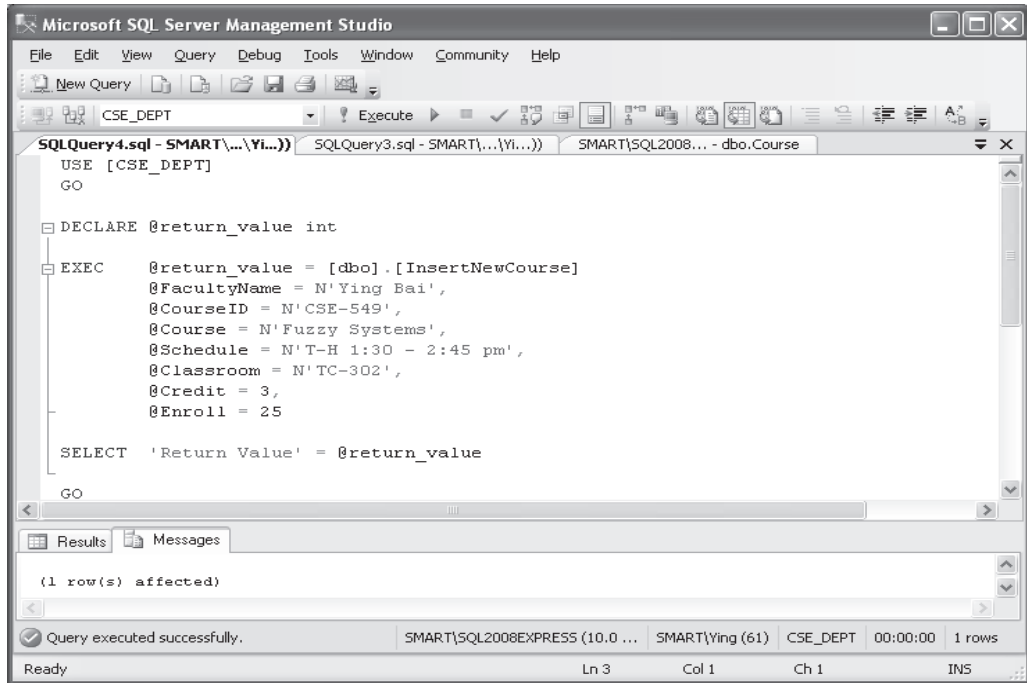 Microsoft SQL Server Management Studio
File Edit View Query Debug Tools Window Community Help
New Query
CSE_DEPT Execute
SQLQuery4.sql - SMART\...\Yi...)) SQLQuery3.sql - SMART\...\Yi...)) SMART\SQL2008... - dbo.Course
USE [CSE_DEPT]
GO
DECLARE @return_value int
EXEC @return_value = [dbo].[InsertNewCourse]
@FacultyName = N'Ying Bai',
@CourseID = N'CSE-549',
@Course = N'Fuzzy Systems',
@Schedule = N'T-H 1:30 - 2:45 pm',
@Classroom = N'TC-302',
@Credit = 3,
@Enroll = 25
SELECT 'Return Value' = @return_value
GO
Results Messages
(1 row(s) affected)
Query executed successfully. SMART\SQL2008EXPRESS (10.0 ... SMART\Ying (61) CSE_DEPT 00:00:00 1 rows
Ready Ln 3 Col 1 Ch 1 INS